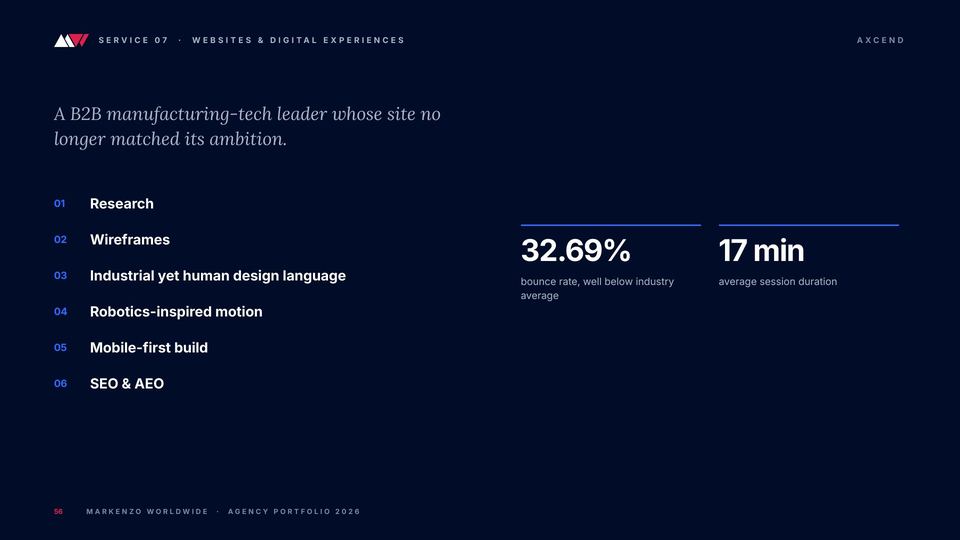 SERVICE 07 · WEBSITES & DIGITAL EXPERIENCES
AXCEND
A B2B manufacturing-tech leader whose site no
longer matched its ambition.
01 Research
02 Wireframes
03 Industrial yet human design language
04 Robotics-inspired motion
05 Mobile-first build
06 SEO & AEO
32.69%
bounce rate, well below industry
average
17 min
average session duration
56 MARKENZO WORLDWIDE · AGENCY PORTFOLIO 2026